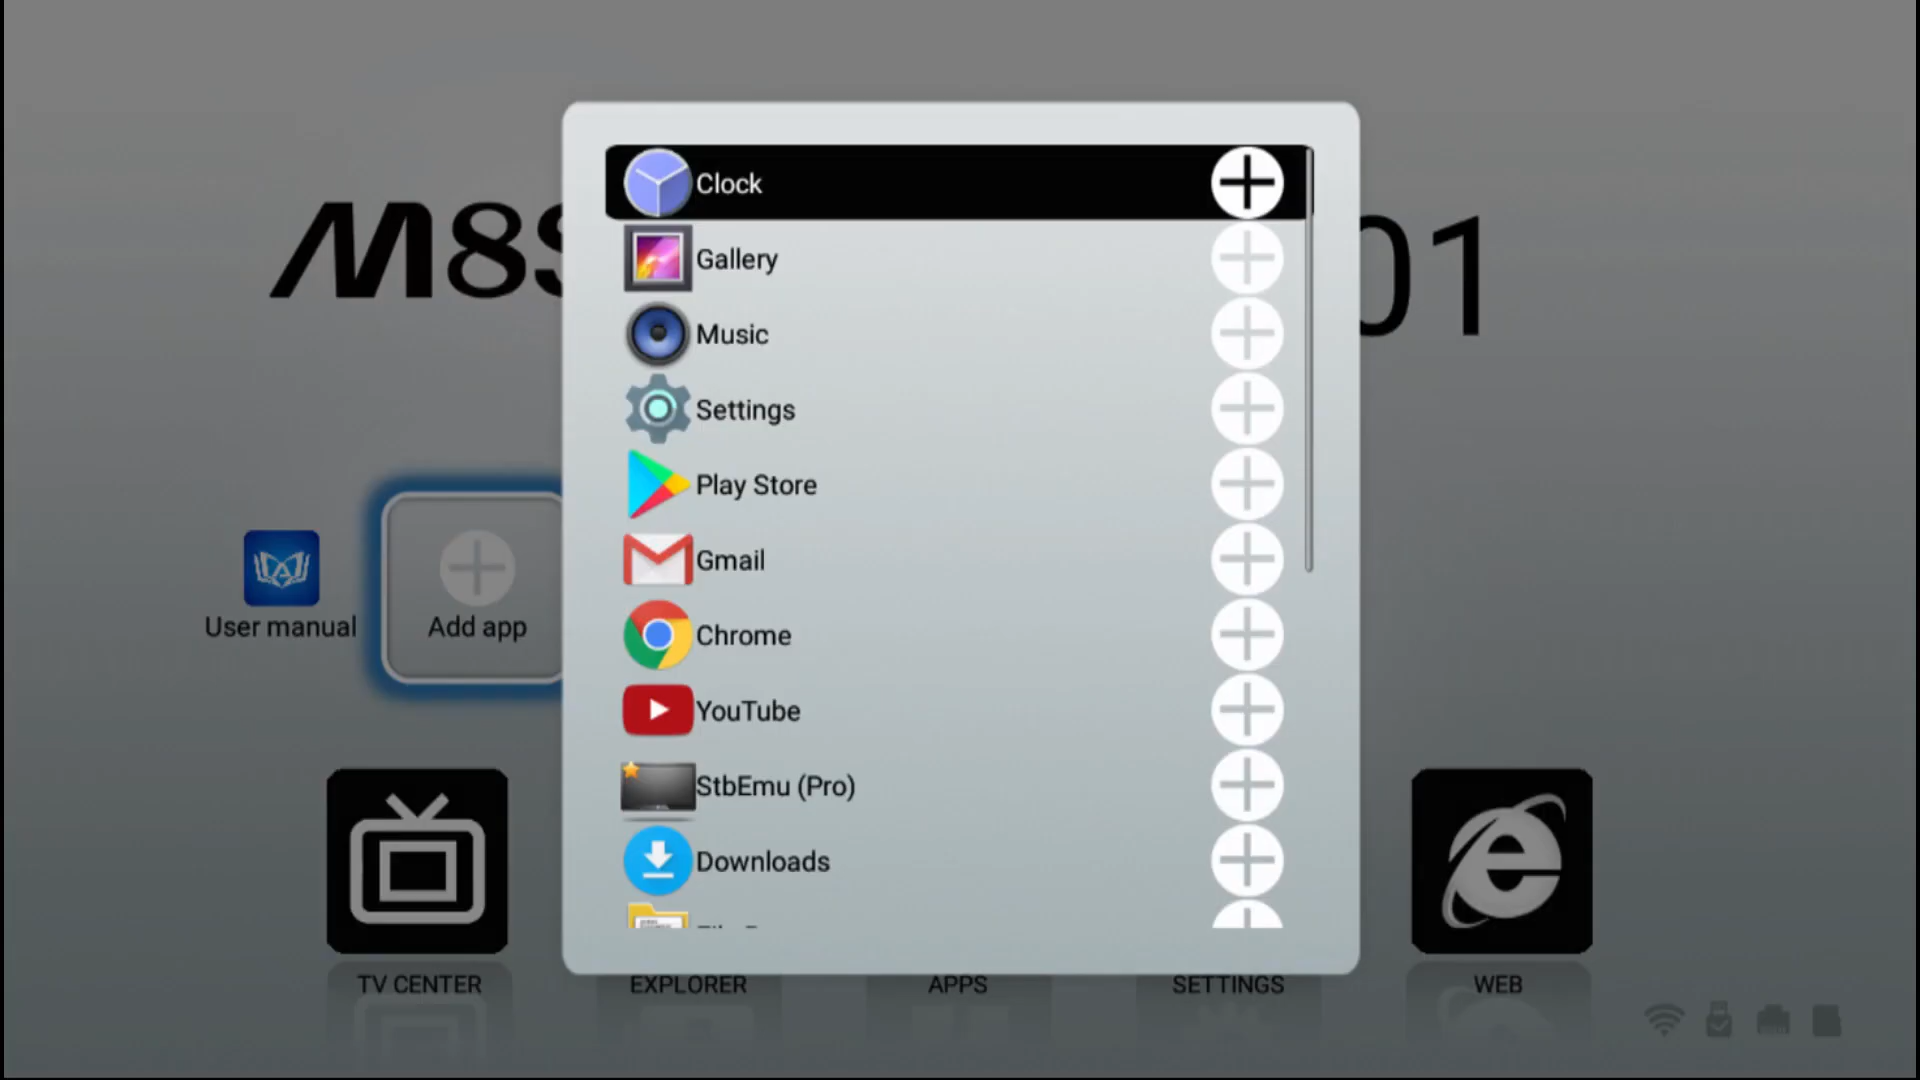 M8S
01
Clock
Gallery
Music
Settings
Play Store
Gmail
Chrome
YouTube
StbEmu (Pro)
Downloads
User manual
Add app
TV CENTER
EXPLORER
APPS
SETTINGS
WEB